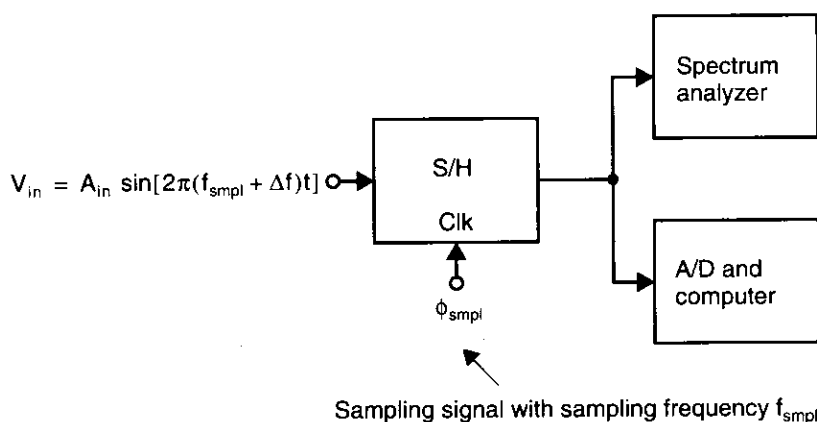 Spectrum
analyzer
V_in = A_in sin[2π(f_smpl + Δf)t]
S/H
Clk
ϕ_smpl
A/D and
computer
Sampling signal with sampling frequency f_smpl